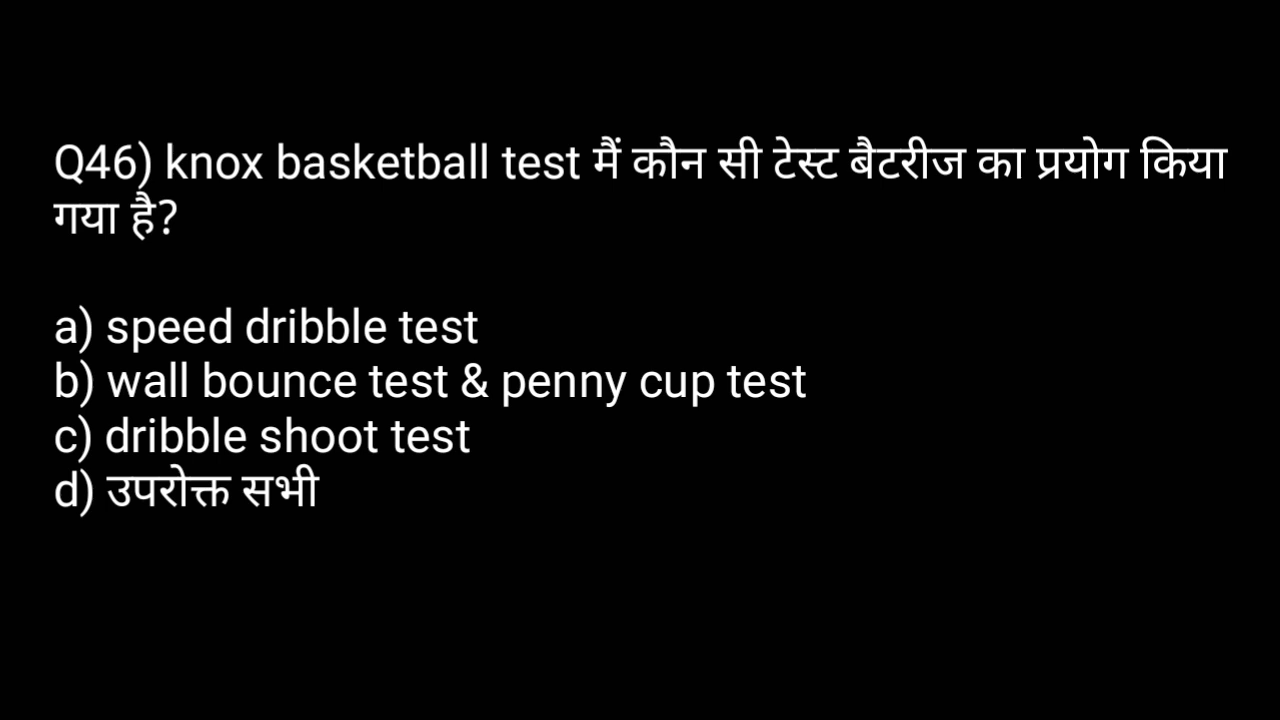 Q46) knox basketball test मैं कौन सी टेस्ट बैटरीज का प्रयोग किया
गया है?
a) speed dribble test
b) wall bounce test & penny cup test
c) dribble shoot test
d) उपरोक्त सभी